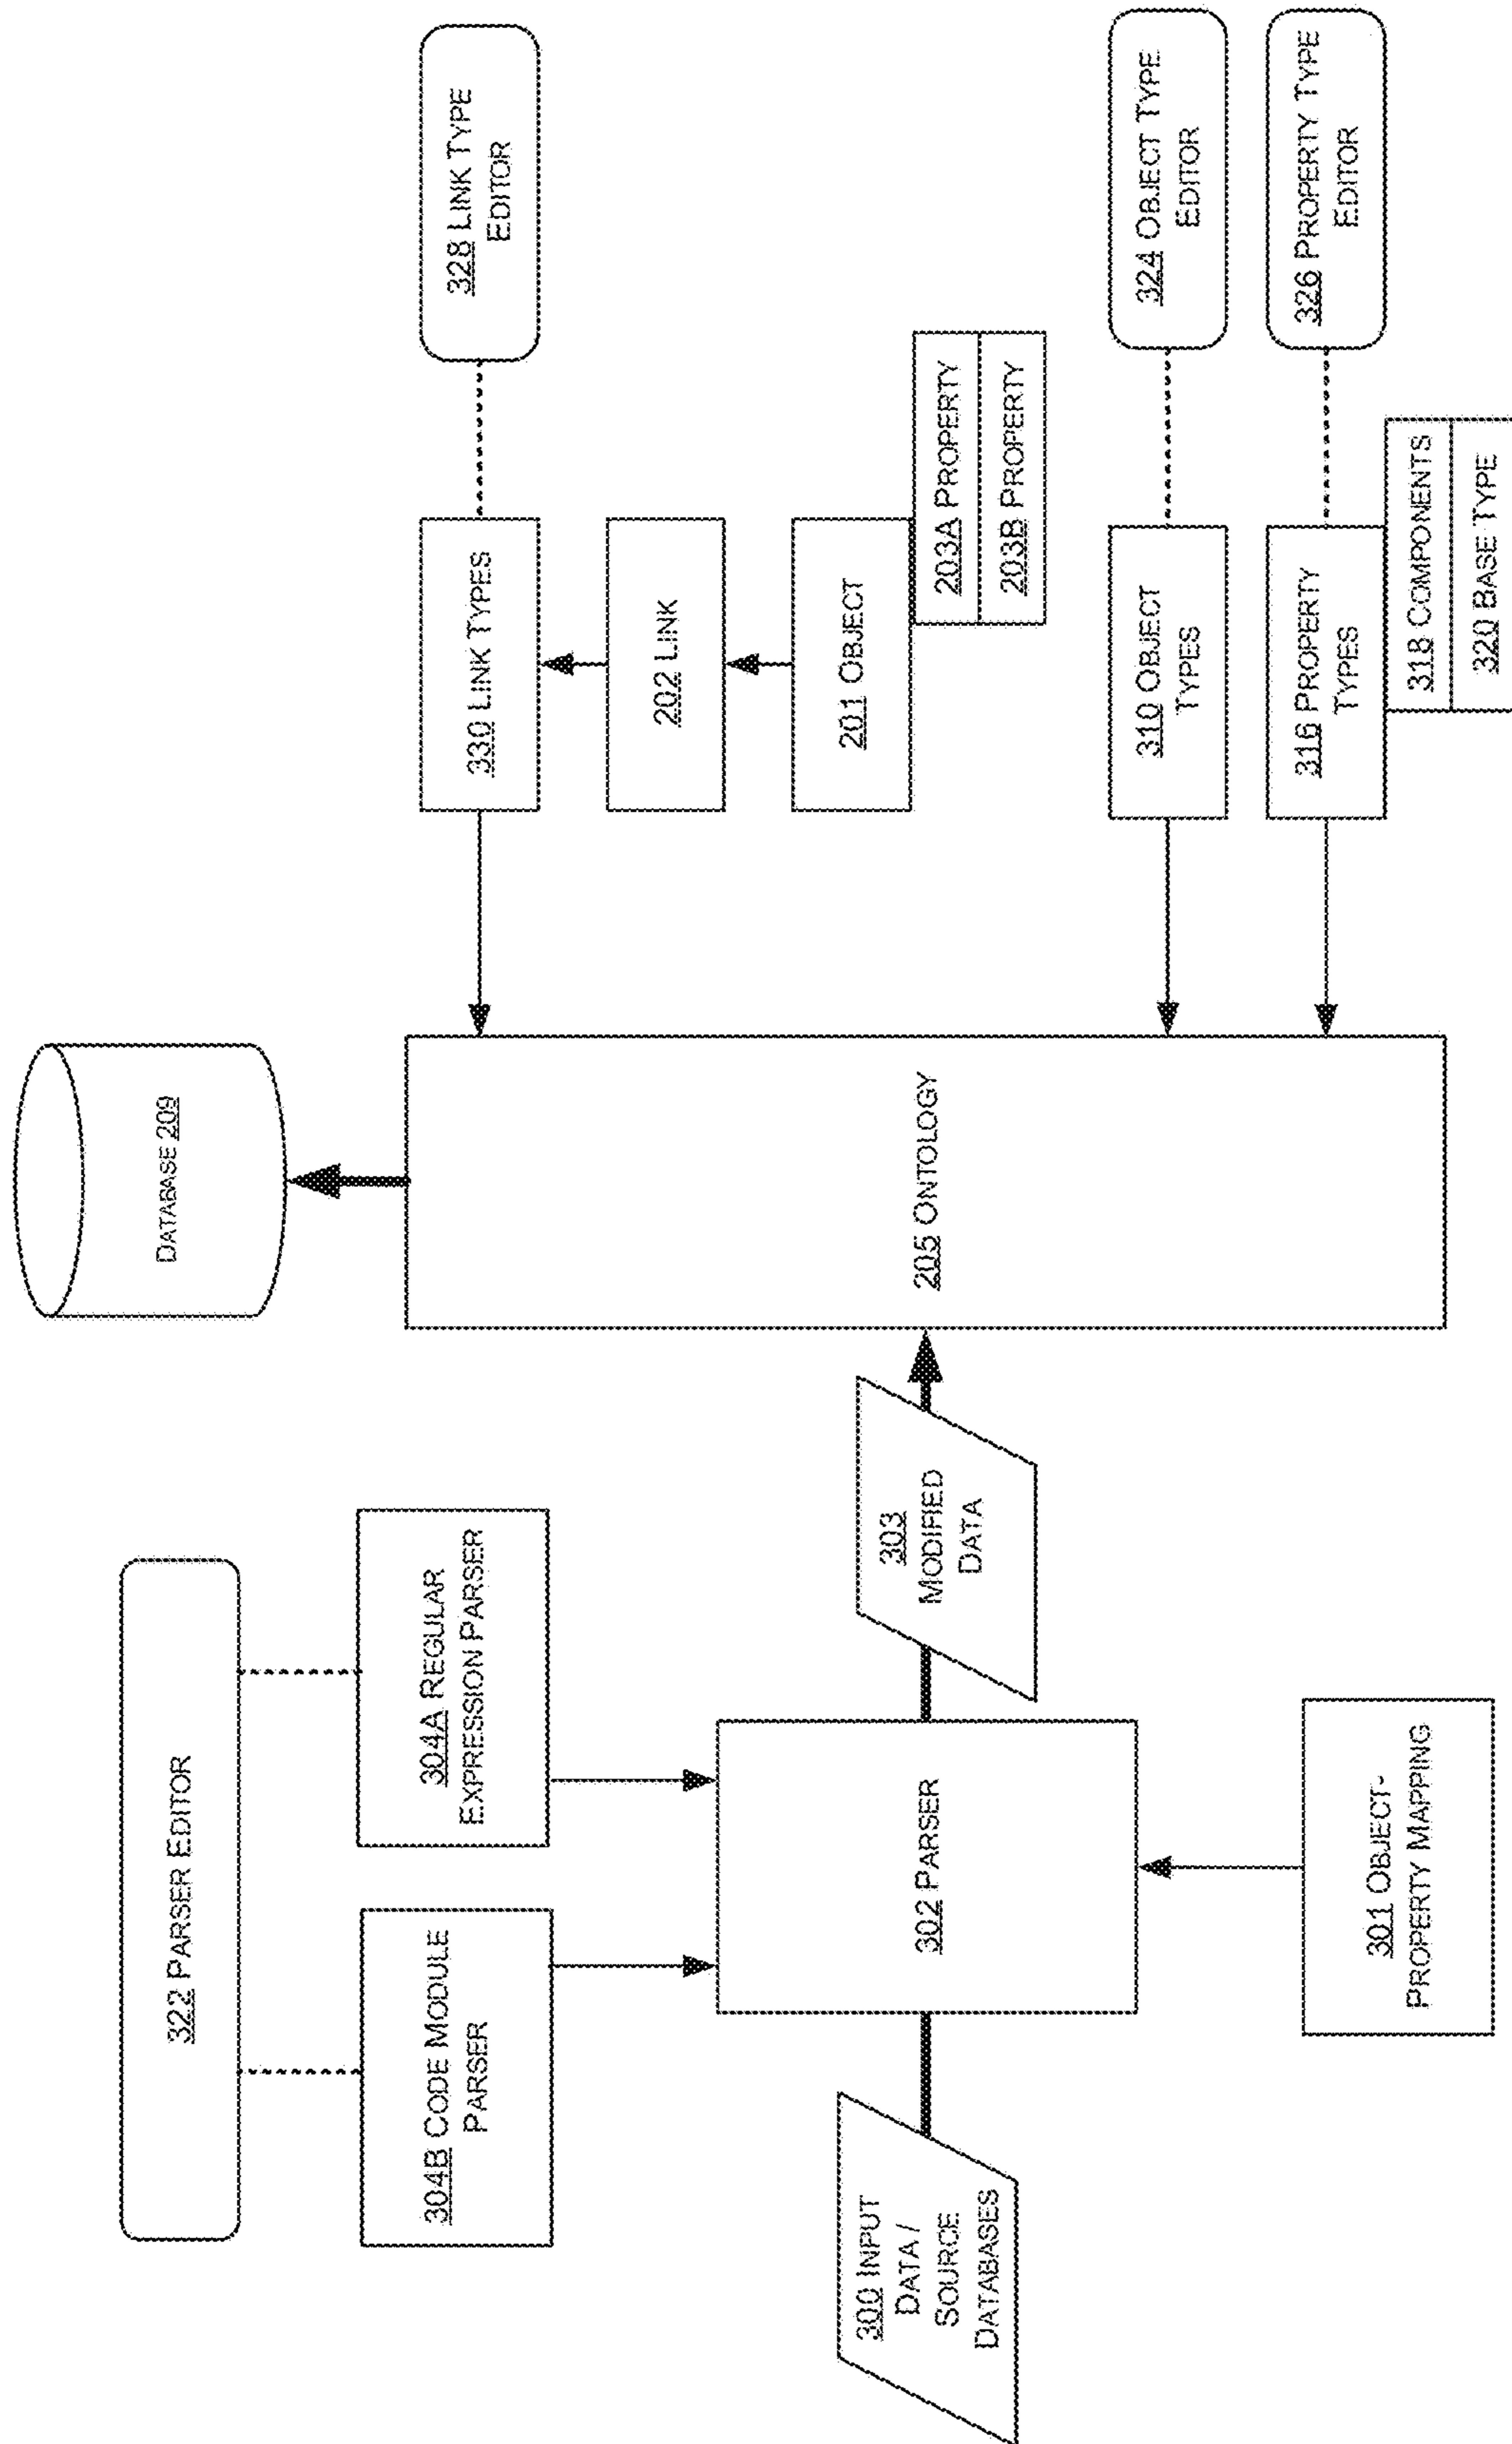 322 PARSER EDITOR
304B CODE MODULE
PARSER
304A REGULAR
EXPRESSION PARSER
300 INPUT
DATA /
SOURCE
DATABASES
302 PARSER
301 OBJECT-
PROPERTY MAPPING
303
MODIFIED
DATA
DATABASE 209
205 ONTOLOGY
330 LINK TYPES
328 LINK TYPE
EDITOR
202 LINK
201 OBJECT
203A PROPERTY
203B PROPERTY
310 OBJECT
TYPES
324 OBJECT TYPE
EDITOR
316 PROPERTY
TYPES
326 PROPERTY TYPE
EDITOR
318 COMPONENTS
320 BASE TYPE